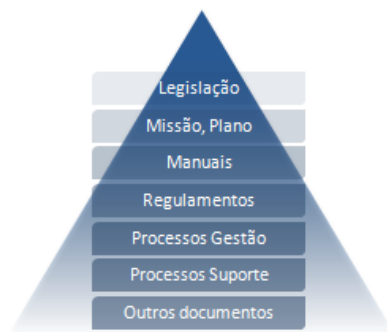 Legislação
Missão, Plano
Manuais
Regulamentos
Processos Gestão
Processos Suporte
Outros documentos